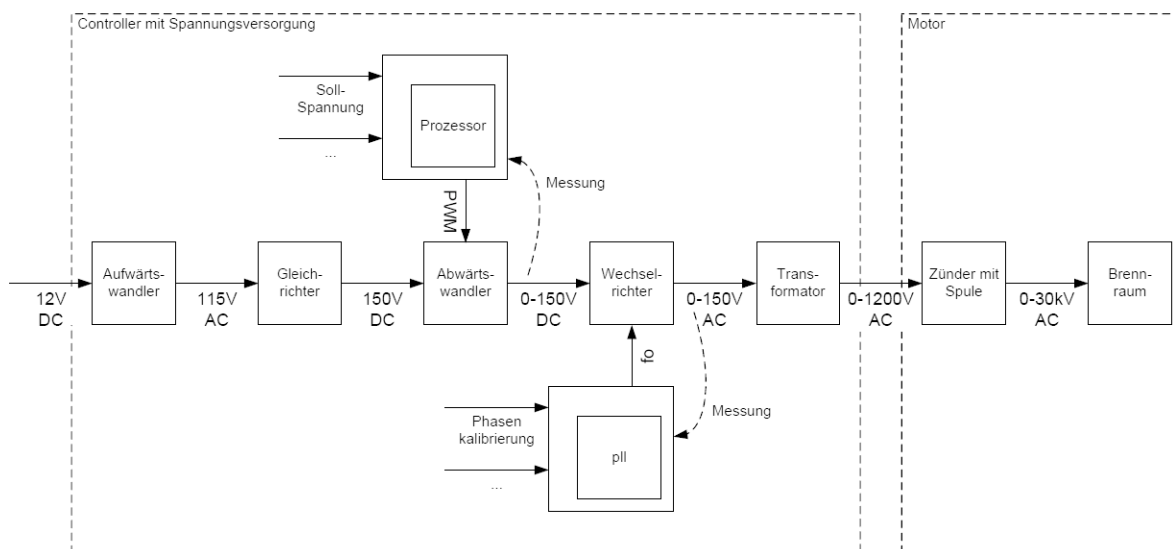 Controller mit Spannungsversorgung
Motor
Soll-
Spannung
...
Prozessor
Messung
PWM
Aufwärts-
wandler
Gleich-
richter
Abwärts-
wandler
Wechsel-
richter
Trans-
formator
Zünder mit
Spule
Brenn-
raum
12V
DC
115V
AC
150V
DC
0-150V
DC
0-150V
AC
0-1200V
AC
0-30kV
AC
fo
Messung
Phasen
kalibrierung
...
pll